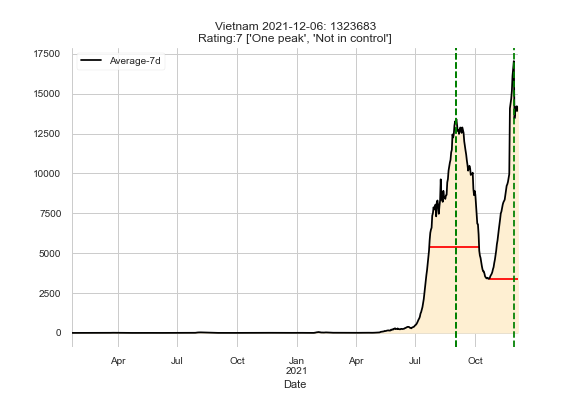 Vietnam 2021-12-06: 1323683
Rating:7 ['One peak', 'Not in control']
Average-7d
17500
15000
12500
10000
7500
5000
2500
0
Apr
Jul
Oct
Jan
2021
Apr
Jul
Oct
Date